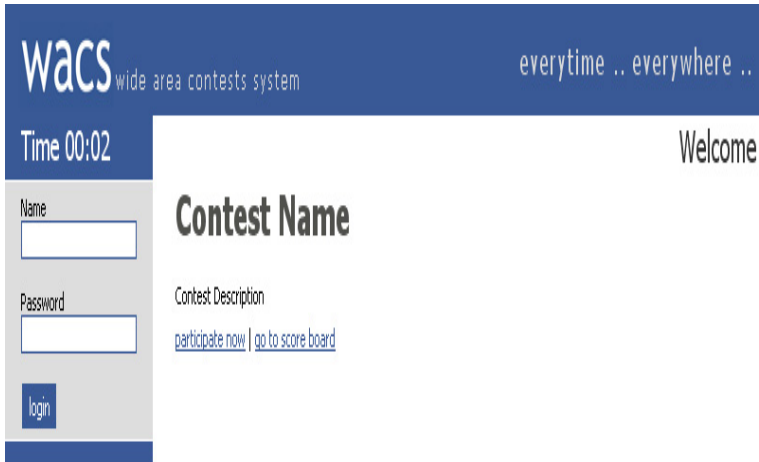 wacs wide area contests system
everytime .. everywhere ..
Time 00:02
Welcome
Name
Password
login
Contest Name
Contest Description
participate now | go to score board